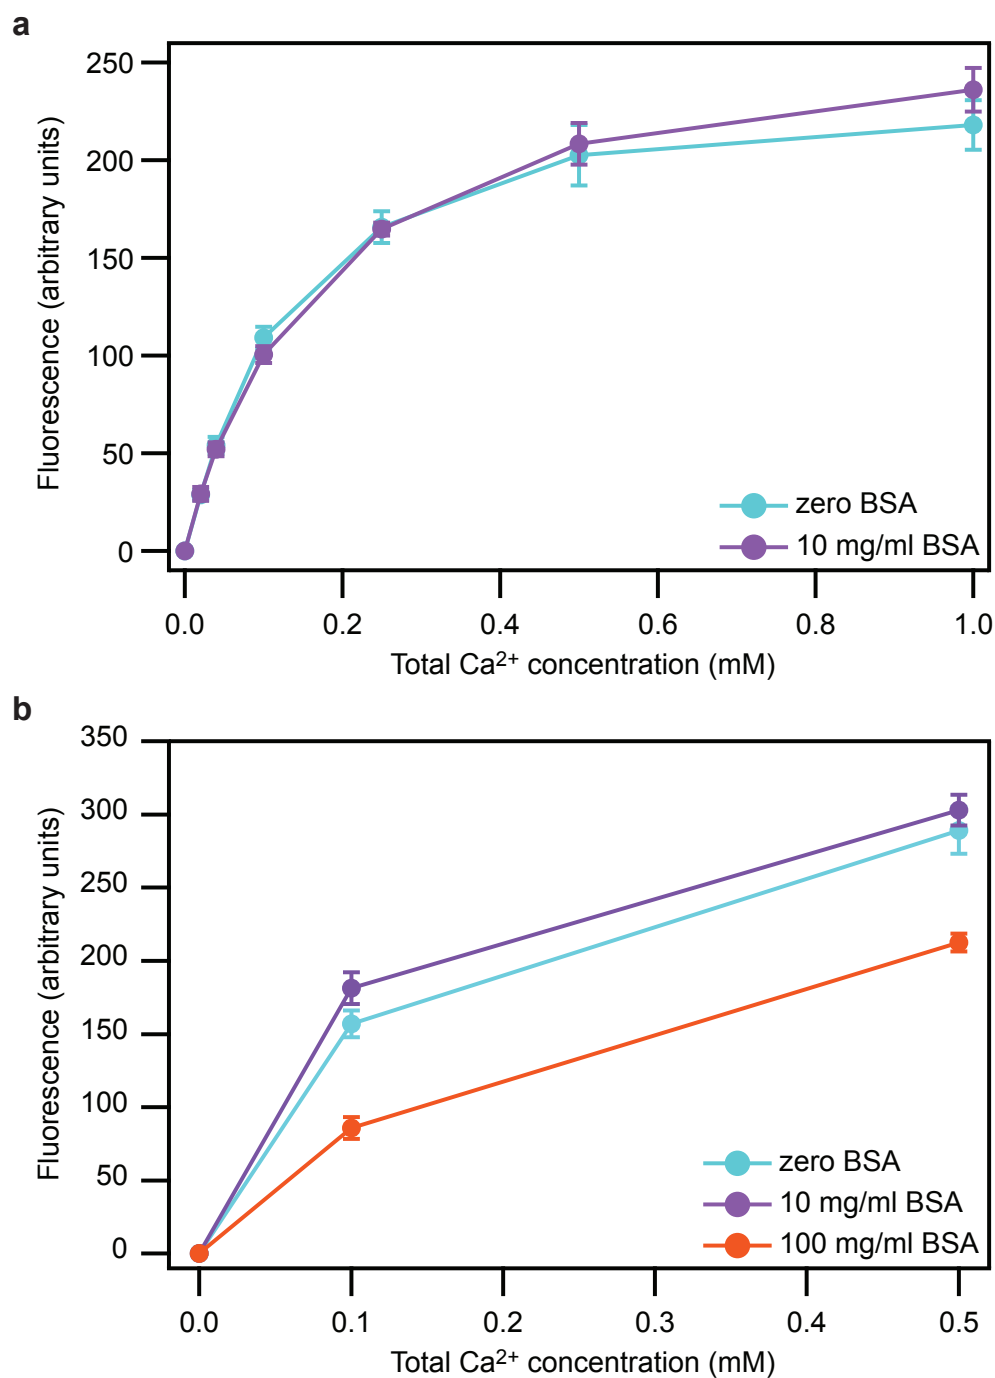 a
Fluorescence (arbitrary units)
250
200
150
100
50
0
zero BSA
10 mg/ml BSA
0.0 0.2 0.4 0.6 0.8 1.0
Total Ca²⁺ concentration (mM)
b
Fluorescence (arbitrary units)
350
300
250
200
150
100
50
0
zero BSA
10 mg/ml BSA
100 mg/ml BSA
0.0 0.1 0.2 0.3 0.4 0.5
Total Ca²⁺ concentration (mM)